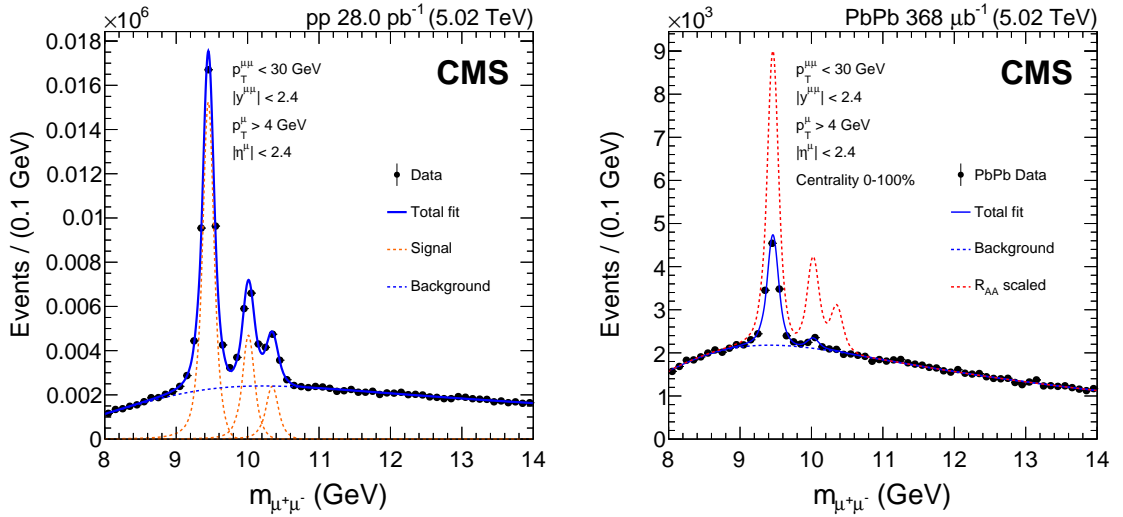 ×10⁶ pp 28.0 pb⁻¹ (5.02 TeV)
CMS
p_T^μμ < 30 GeV
|y^μμ| < 2.4
p_T^μ > 4 GeV
|η^μ| < 2.4
Data
Total fit
Signal
Background
Events / (0.1 GeV)
0.018
0.016
0.014
0.012
0.01
0.008
0.006
0.004
0.002
0
8 9 10 11 12 13 14
m_μ⁺μ⁻ (GeV)
×10³ PbPb 368 μb⁻¹ (5.02 TeV)
CMS
p_T^μμ < 30 GeV
|y^μμ| < 2.4
p_T^μ > 4 GeV
|η^μ| < 2.4
Centrality 0-100%
PbPb Data
Total fit
Background
R_AA scaled
Events / (0.1 GeV)
9
8
7
6
5
4
3
2
1
0
8 9 10 11 12 13 14
m_μ⁺μ⁻ (GeV)